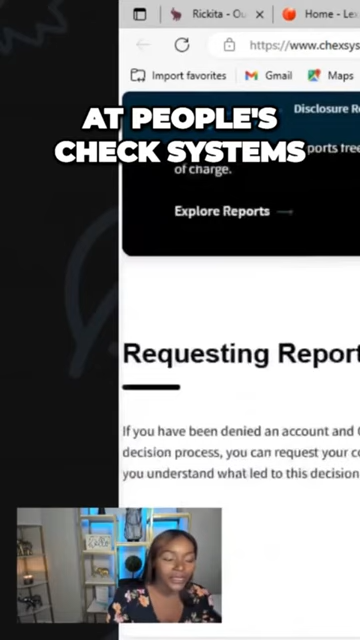 Rickita - Ou
Home - Le
https://www.chexsys
Import favorites
Gmail
Maps
Disclosure Re
AT PEOPLE'S
CHECK SYSTEMS
ports free
of charge.
Explore Reports
Requesting Report
If you have been denied an account and
decision process, you can request your co
you understand what led to this decision